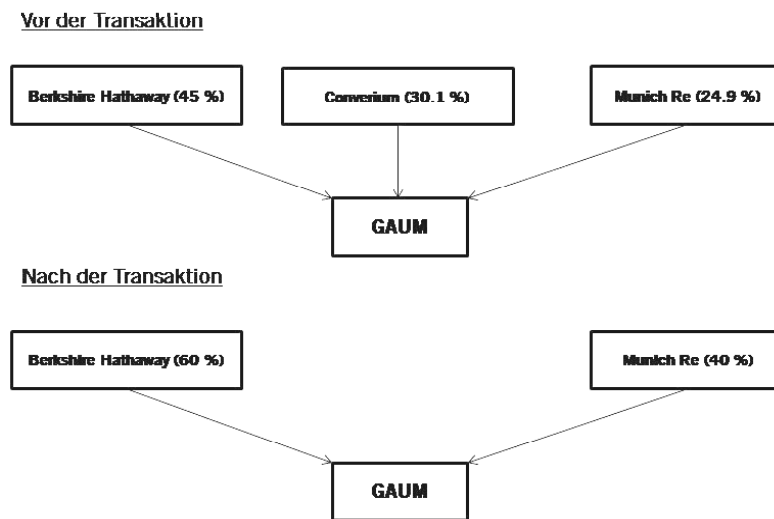 Vor der Transaktion
Berkshire Hathaway (45 %)
Converium (30.1 %)
Munich Re (24.9 %)
GAUM
Nach der Transaktion
Berkshire Hathaway (60 %)
Munich Re (40 %)
GAUM